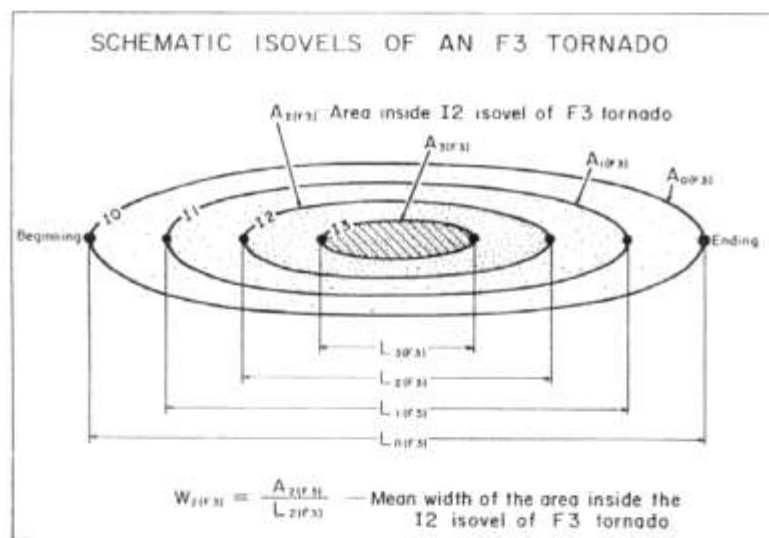 SCHEMATIC ISOVELS OF AN F3 TORNADO
A2(F3) Area inside I2 isovel of F3 tornado
A3(F3)
A1(F3)
A0(F3)
I0
I1
I2
I3
Beginning
Ending
L3(F3)
L2(F3)
L1(F3)
L0(F3)
W2(F3) = A2(F3) / L2(F3) — Mean width of the area inside the
I2 isovel of F3 tornado